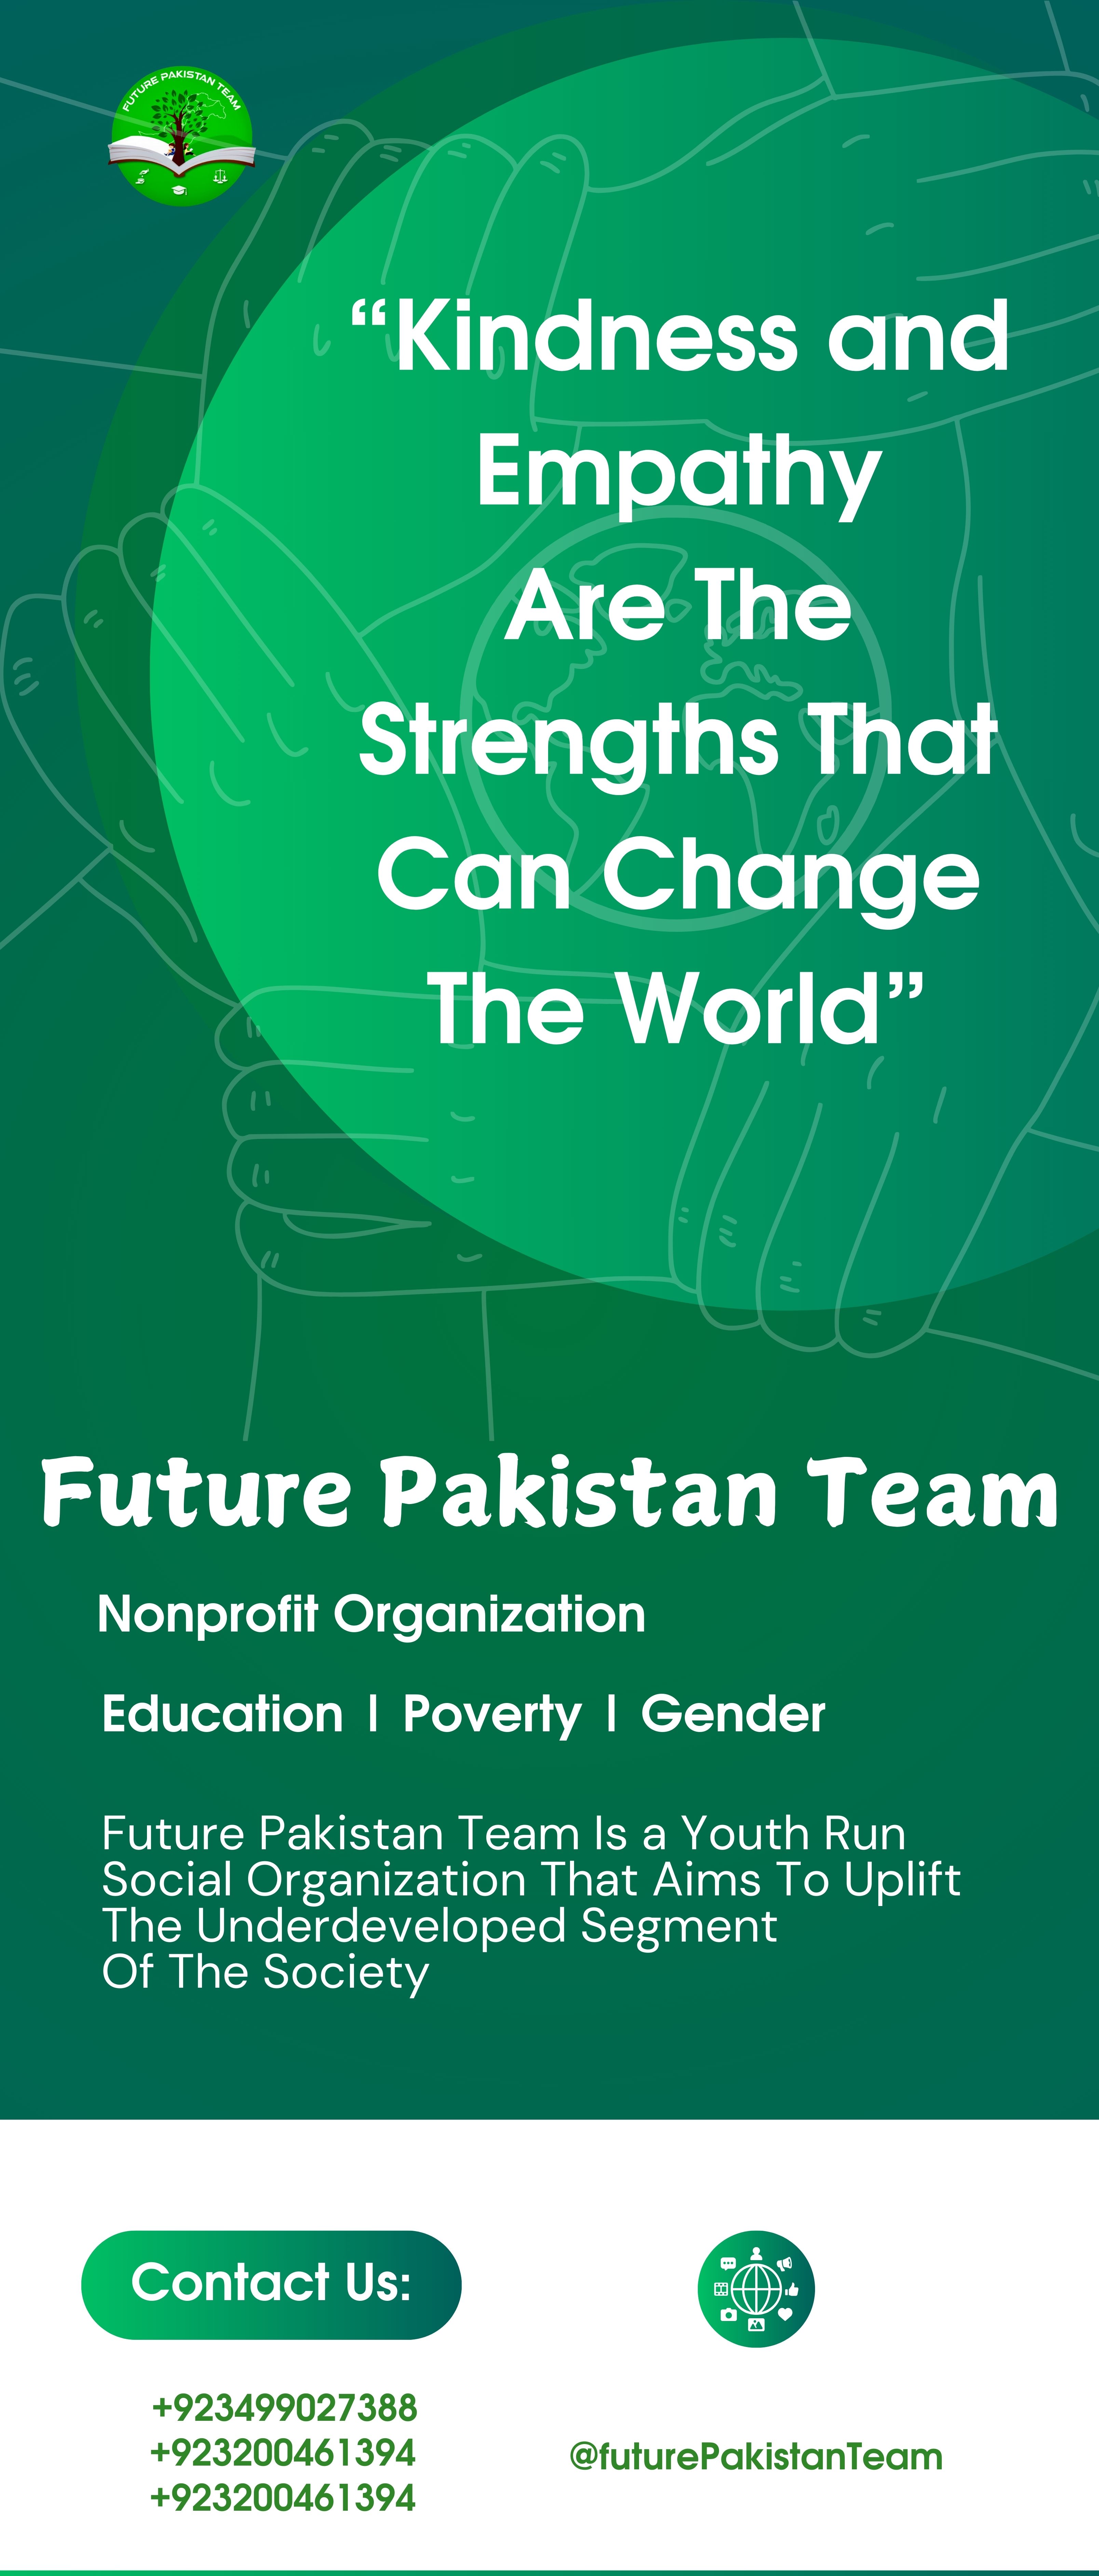 FUTURE PAKISTAN TEAM
“Kindness and
Empathy
Are The
Strengths That
Can Change
The World”
Future Pakistan Team
Nonprofit Organization
Education | Poverty | Gender
Future Pakistan Team Is a Youth Run
Social Organization That Aims To Uplift
The Underdeveloped Segment
Of The Society
Contact Us:
+923499027388
+923200461394
+923200461394
@futurePakistanTeam